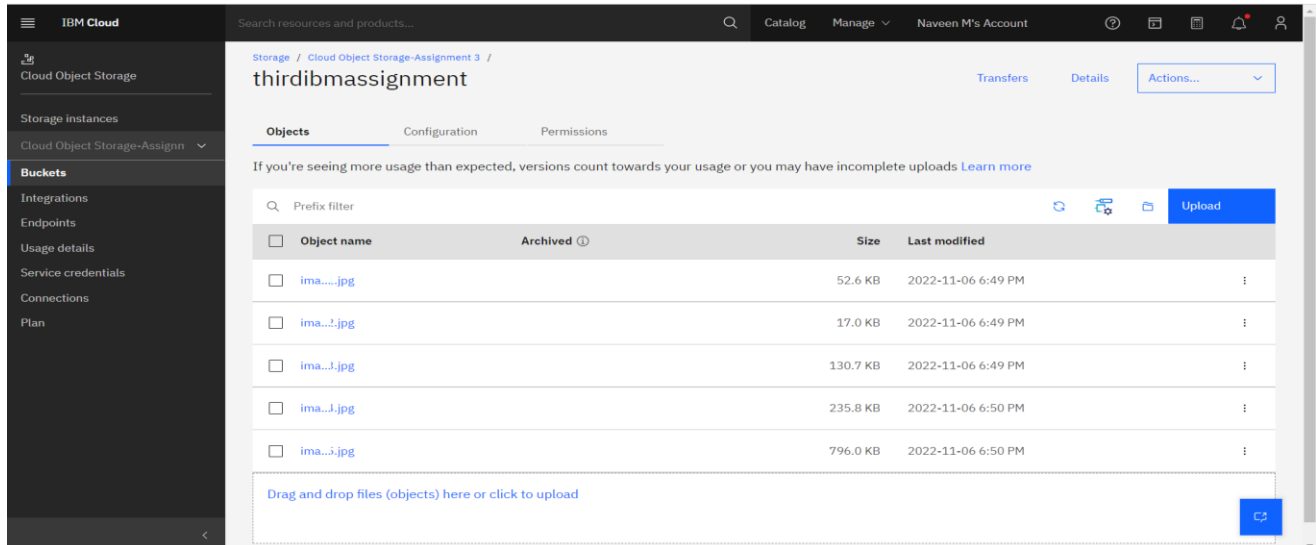 IBM Cloud
Search resources and products...
Catalog
Manage
Naveen M's Account
Cloud Object Storage
Storage instances
Cloud Object Storage-Assignn
Buckets
Integrations
Endpoints
Usage details
Service credentials
Connections
Plan
Storage / Cloud Object Storage-Assignment 3 /
thirdibmassignment
Transfers
Details
Actions...
Objects
Configuration
Permissions
If you're seeing more usage than expected, versions count towards your usage or you may have incomplete uploads Learn more
Prefix filter
Upload
Object name Archived Size Last modified
ima.....jpg 52.6 KB 2022-11-06 6:49 PM
17.0 KB 2022-11-06 6:49 PM
130.7 KB 2022-11-06 6:49 PM
235.8 KB 2022-11-06 6:50 PM
796.0 KB 2022-11-06 6:50 PM
Drag and drop files (objects) here or click to upload